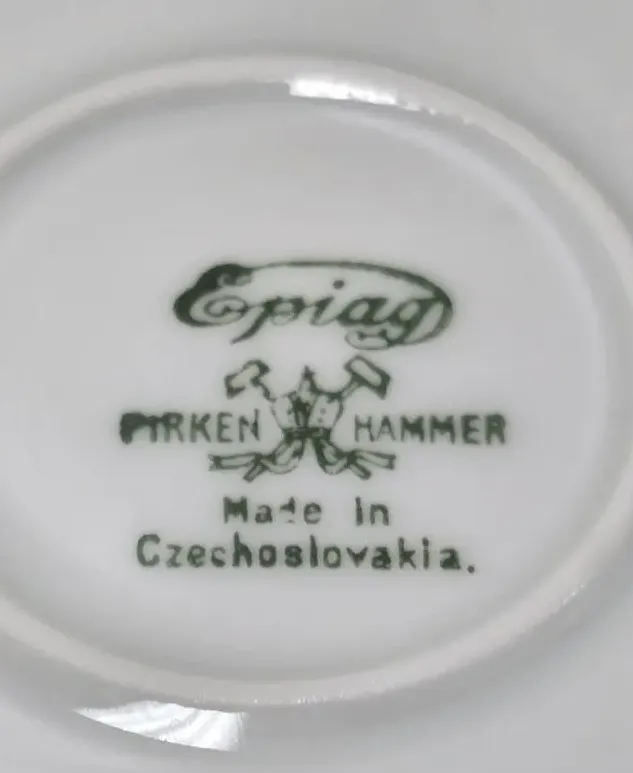 Epiag
PIRKEN HAMMER
Made in
Czechoslovakia.